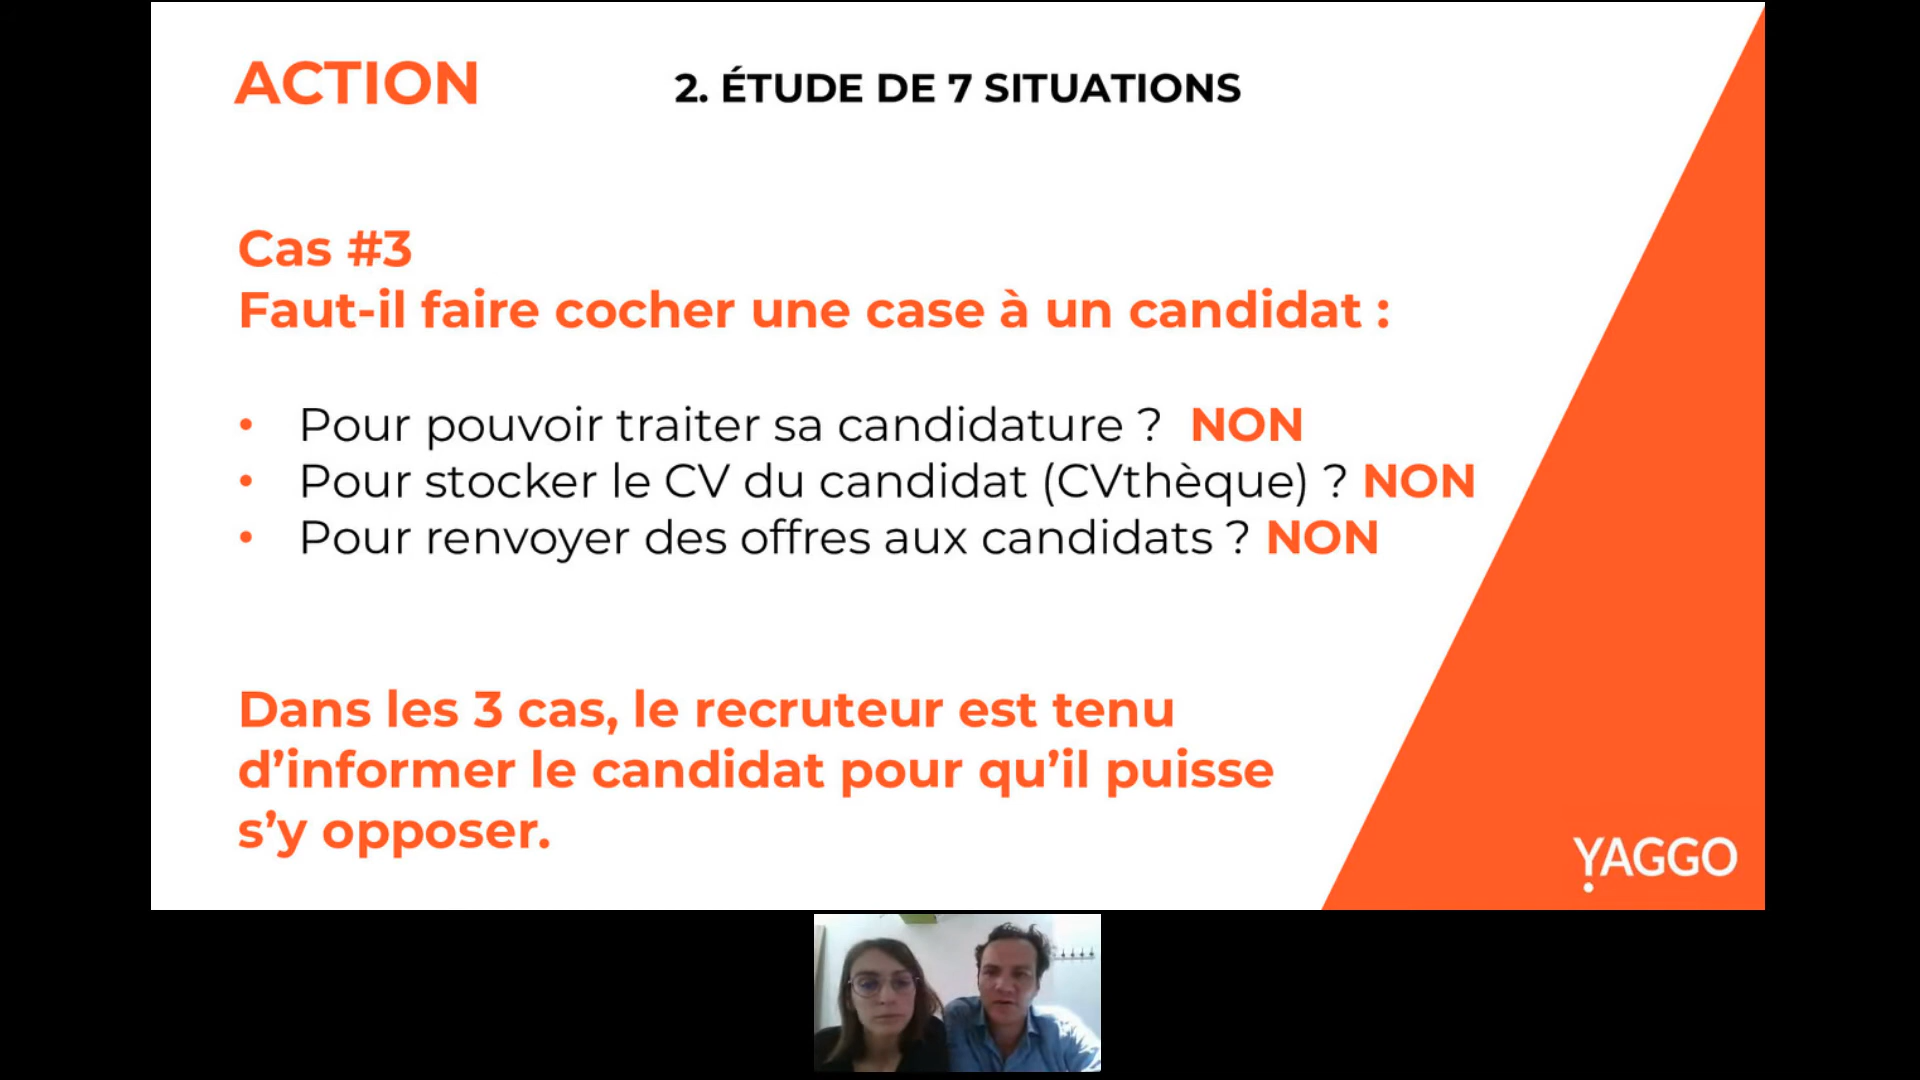 ACTION
2. ÉTUDE DE 7 SITUATIONS
Cas #3
Faut-il faire cocher une case à un candidat :
• Pour pouvoir traiter sa candidature ? NON
• Pour stocker le CV du candidat (CVthèque) ? NON
• Pour renvoyer des offres aux candidats ? NON
Dans les 3 cas, le recruteur est tenu
d’informer le candidat pour qu’il puisse
s’y opposer.
YAGGO